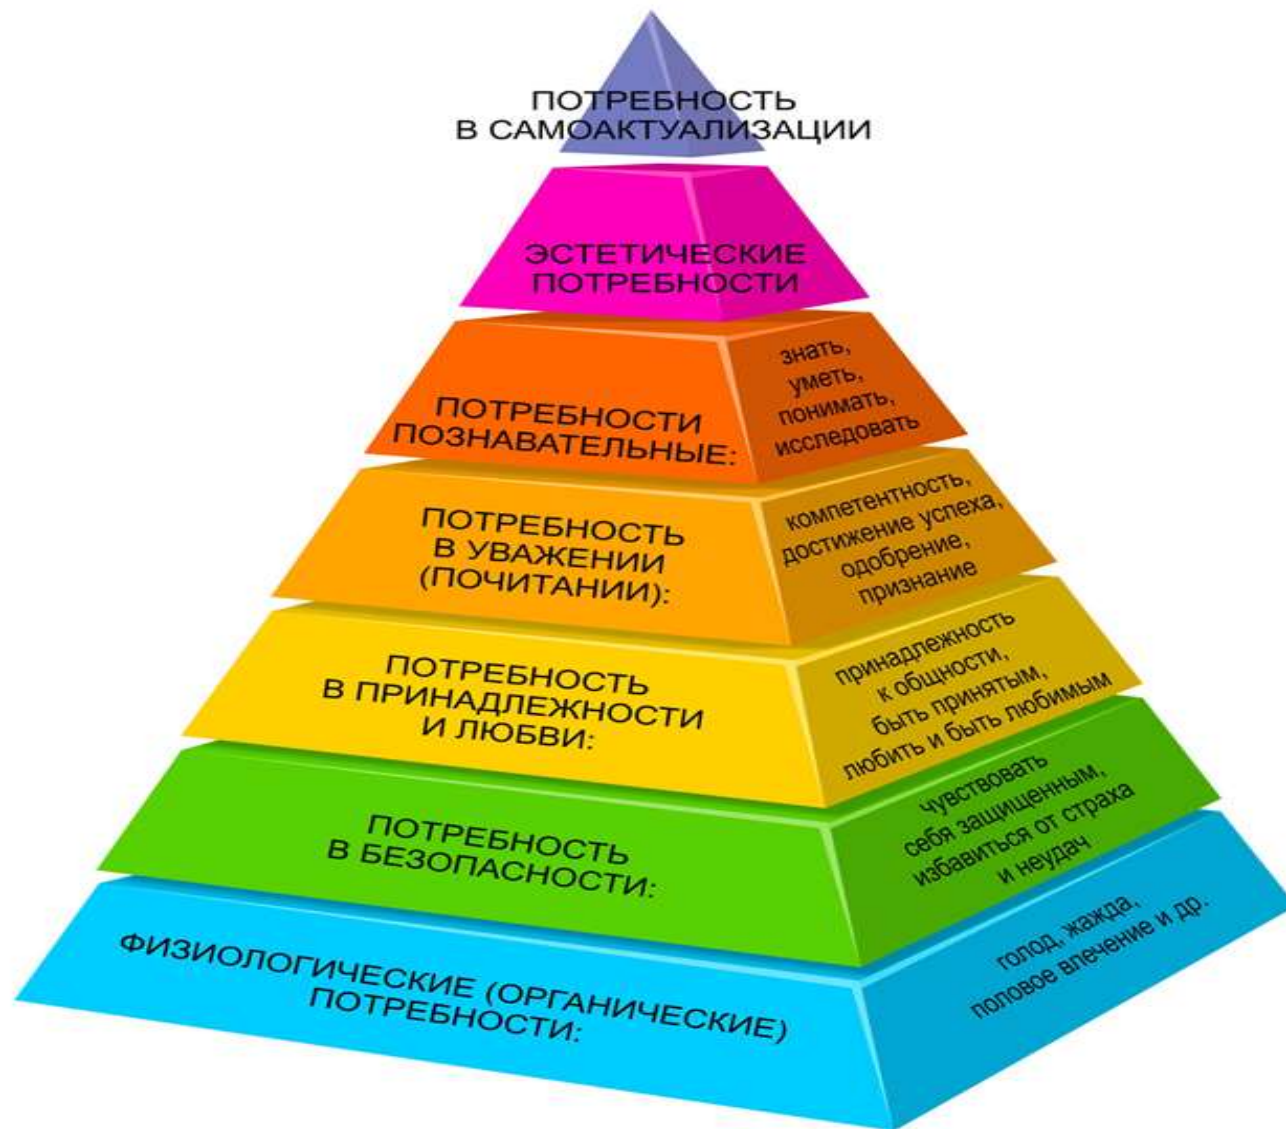 ПОТРЕБНОСТЬ
В САМОАКТУАЛИЗАЦИИ
ЭСТЕТИЧЕСКИЕ
ПОТРЕБНОСТИ
ПОТРЕБНОСТИ
ПОЗНАВАТЕЛЬНЫЕ:
знать,
уметь,
понимать,
исследовать
ПОТРЕБНОСТЬ
В УВАЖЕНИИ
(ПОЧИТАНИИ):
компетентность,
достижение успеха,
одобрение,
признание
ПОТРЕБНОСТЬ
В ПРИНАДЛЕЖНОСТИ
И ЛЮБВИ:
принадлежность
к общности,
быть принятым,
любить и быть любимым
ПОТРЕБНОСТЬ
В БЕЗОПАСНОСТИ:
чувствовать
себя защищенным,
избавиться от страха
и неудач
ФИЗИОЛОГИЧЕСКИЕ (ОРГАНИЧЕСКИЕ)
ПОТРЕБНОСТИ:
голод, жажда,
половое влечение и др.